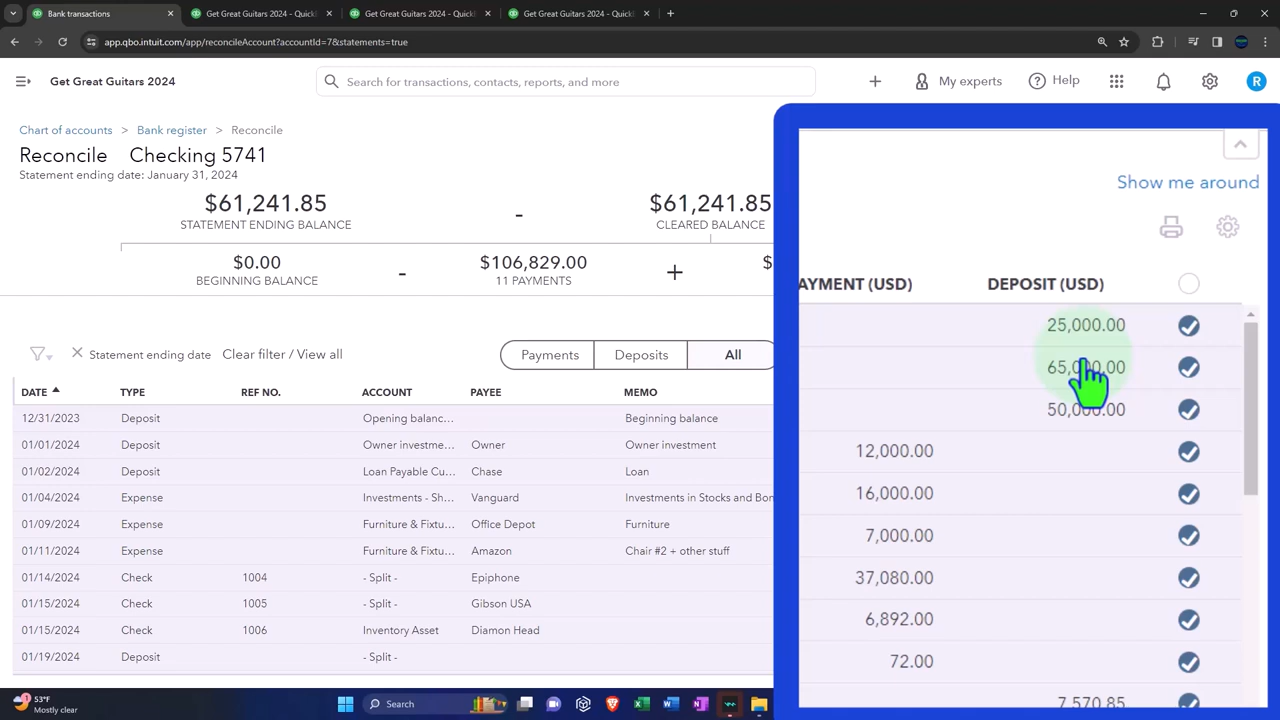 Bank transactions
Get Great Guitars 2024 - QuickB
Get Great Guitars 2024 - QuickB
Get Great Guitars 2024 - QuickB
app.qbo.intuit.com/app/reconcileAccount?accountId=7&statements=true
Get Great Guitars 2024
Search for transactions, contacts, reports, and more
My experts
Help
R
Chart of accounts > Bank register > Reconcile
Reconcile Checking 5741
Statement ending date: January 31, 2024
$61,241.85 - $61,241.85
STATEMENT ENDING BALANCE CLEARED BALANCE
$0.00 - $106,829.00 + $
BEGINNING BALANCE 11 PAYMENTS
Show me around
Statement ending date Clear filter / View all Payments Deposits All
DATE TYPE REF NO. ACCOUNT PAYEE MEMO
12/31/2023 Deposit Opening balanc... Beginning balance
01/01/2024 Deposit Owner investme... Owner Owner investment
01/02/2024 Deposit Loan Payable Cu... Chase Loan
01/04/2024 Expense Investments - Sh... Vanguard Investments in Stocks and Bon
01/09/2024 Expense Furniture & Fixtu... Office Depot Furniture
01/11/2024 Expense Furniture & Fixtu... Amazon Chair #2 + other stuff
01/14/2024 Check 1004 - Split - Epiphone
01/15/2024 Check 1005 - Split - Gibson USA
01/15/2024 Check 1006 Inventory Asset Diamon Head
01/19/2024 Deposit - Split -
AYMENT (USD) DEPOSIT (USD)
25,000.00
65,000.00
50,000.00
12,000.00
16,000.00
7,000.00
37,080.00
6,892.00
72.00
7,570.85
53°F
Mostly clear
Search